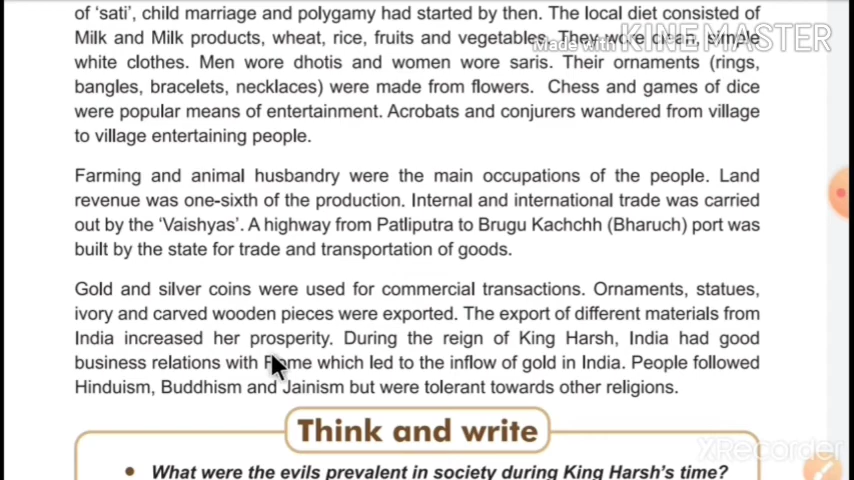 of ‘sati’, child marriage and polygamy had started by then. The local diet consisted of
Milk and Milk products, wheat, rice, fruits and vegetables. They wore clean, simple
Made with KINEMASTER
white clothes. Men wore dhotis and women wore saris. Their ornaments (rings,
bangles, bracelets, necklaces) were made from flowers. Chess and games of dice
were popular means of entertainment. Acrobats and conjurers wandered from village
to village entertaining people.
Farming and animal husbandry were the main occupations of the people. Land
revenue was one-sixth of the production. Internal and international trade was carried
out by the ‘Vaishyas’. A highway from Patliputra to Brugu Kachchh (Bharuch) port was
built by the state for trade and transportation of goods.
Gold and silver coins were used for commercial transactions. Ornaments, statues,
ivory and carved wooden pieces were exported. The export of different materials from
India increased her prosperity. During the reign of King Harsh, India had good
business relations with Rome which led to the inflow of gold in India. People followed
Hinduism, Buddhism and Jainism but were tolerant towards other religions.
Think and write
XRecorder
• What were the evils prevalent in society during King Harsh’s time?